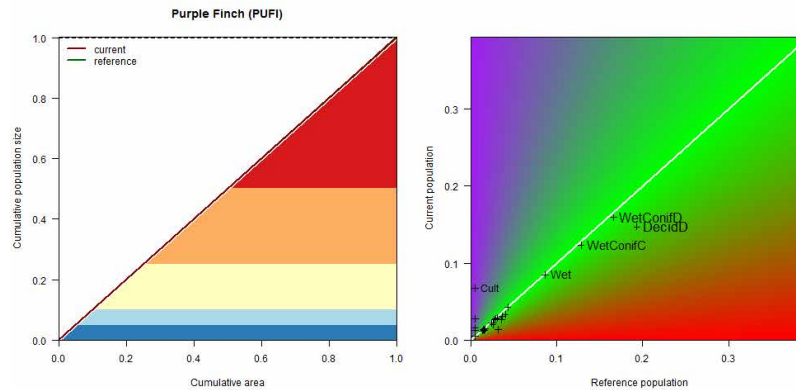 Purple Finch (PUFI)
current
reference
Cumulative population size
1.0
0.8
0.6
0.4
0.2
0.0
0.0 0.2 0.4 0.6 0.8 1.0
Cumulative area
Current population
0.3
0.2
0.1
0.0
WetConifD
DecidD
WetConifC
Wet
Cult
0.0 0.1 0.2 0.3
Reference population